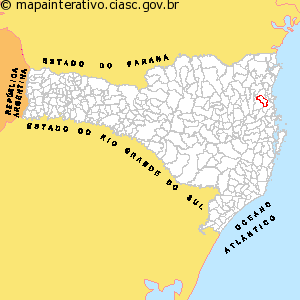 mapainterativo.ciasc.gov.br
ESTADO DO PARANÁ
REPÚBLICA
ARGENTINA
ESTADO DO RIO GRANDE DO SUL
OCEANO
ATLÂNTICO